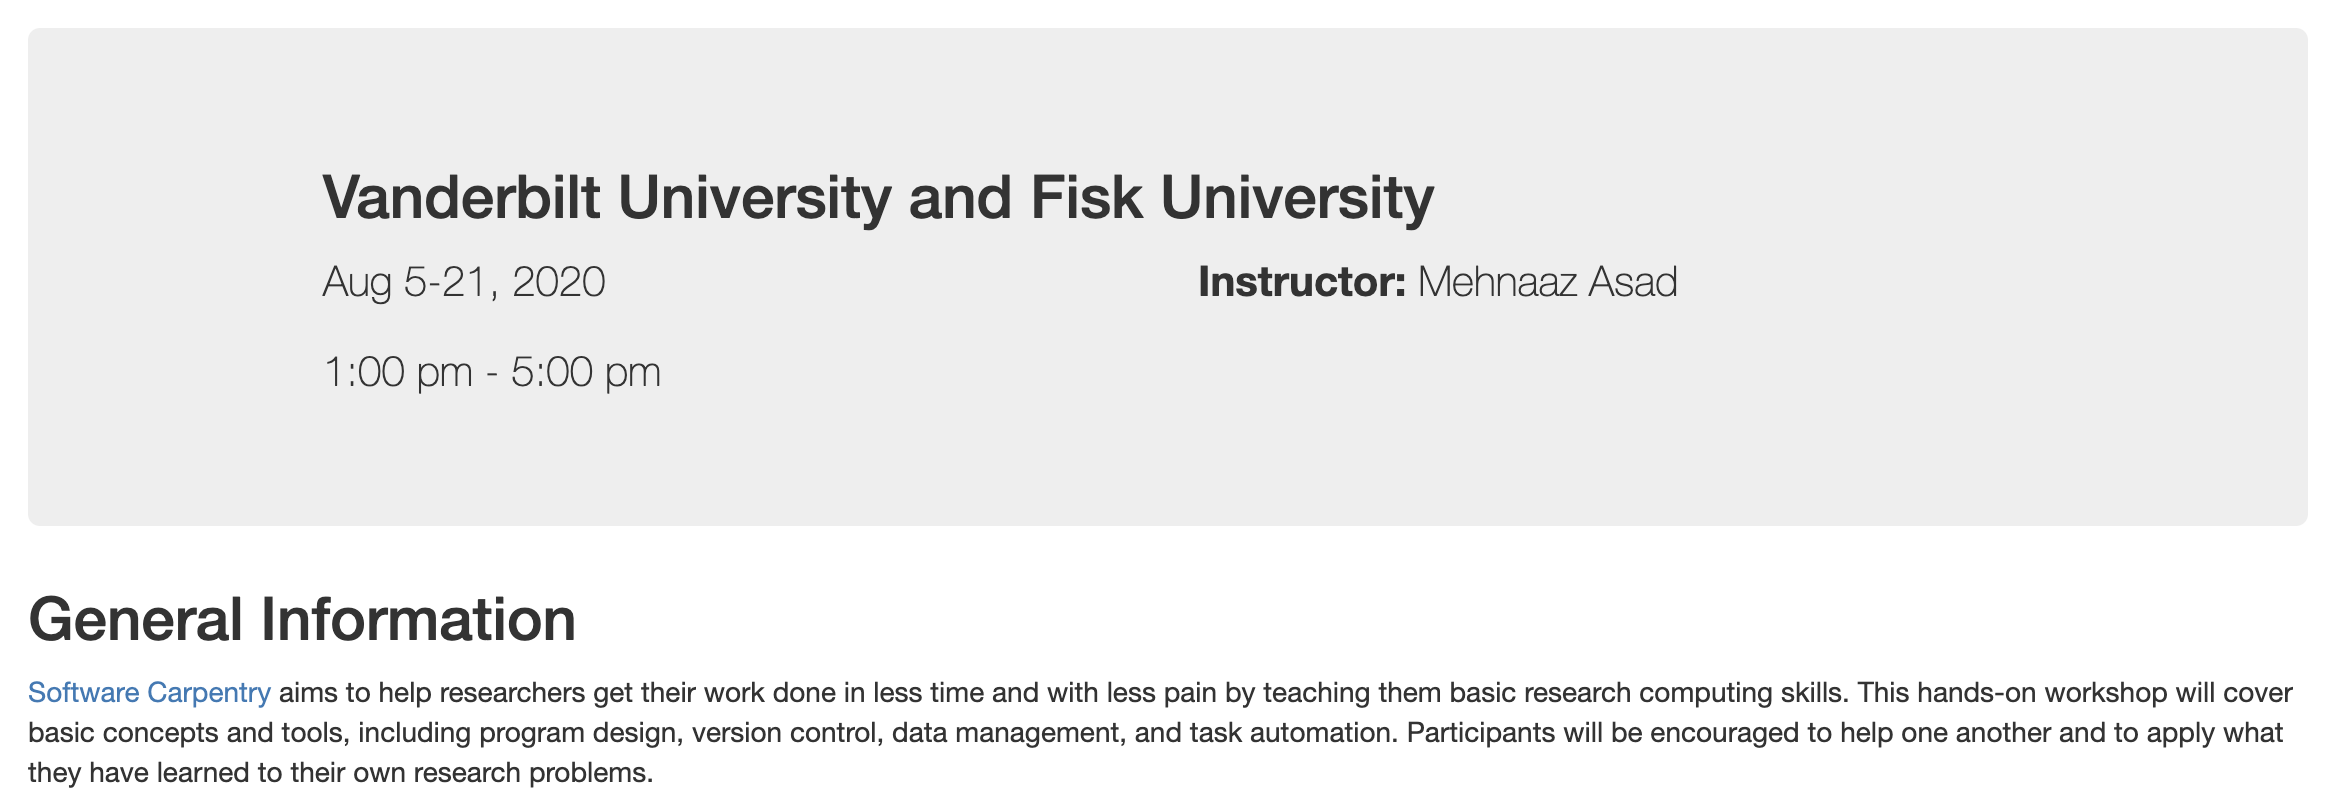 Vanderbilt University and Fisk University
Aug 5-21, 2020
Instructor: Mehnaaz Asad
1:00 pm - 5:00 pm
General Information
Software Carpentry aims to help researchers get their work done in less time and with less pain by teaching them basic research computing skills. This hands-on workshop will cover
basic concepts and tools, including program design, version control, data management, and task automation. Participants will be encouraged to help one another and to apply what
they have learned to their own research problems.